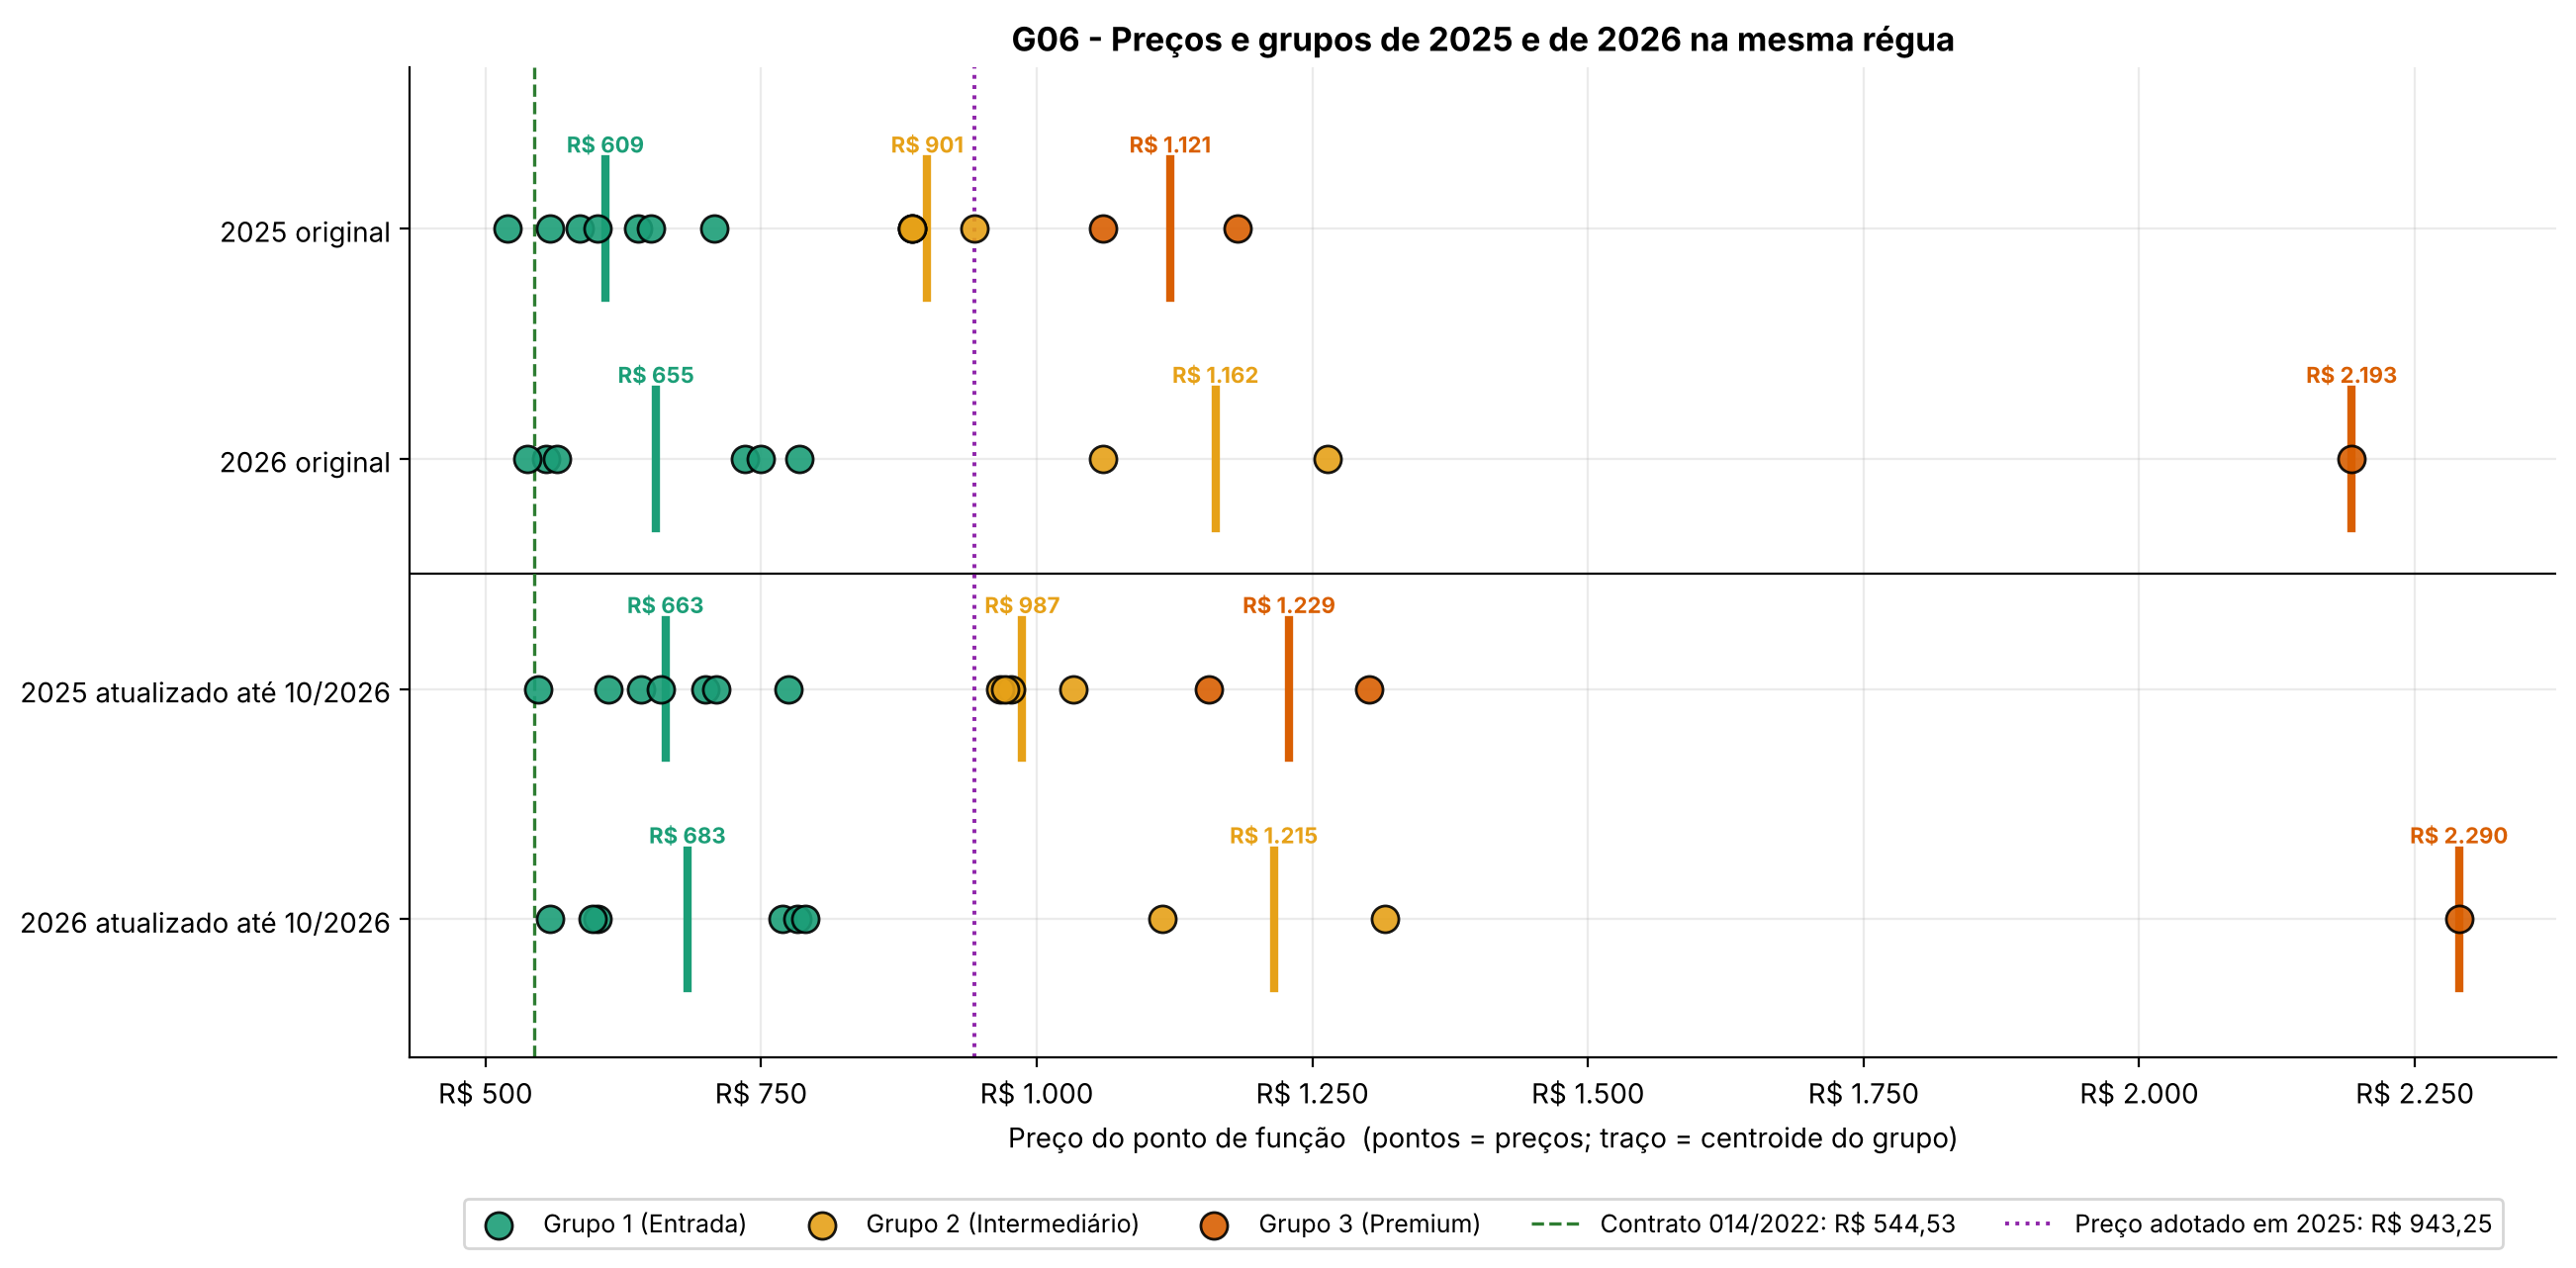 G06 - Preços e grupos de 2025 e de 2026 na mesma régua
R$ 609
R$ 901
R$ 1.121
2025 original
R$ 655
R$ 1.162
R$ 2.193
2026 original
R$ 663
R$ 987
R$ 1.229
2025 atualizado até 10/2026
R$ 683
R$ 1.215
R$ 2.290
2026 atualizado até 10/2026
R$ 500
R$ 750
R$ 1.000
R$ 1.250
R$ 1.500
R$ 1.750
R$ 2.000
R$ 2.250
Preço do ponto de função (pontos = preços; traço = centroide do grupo)
Grupo 1 (Entrada)
Grupo 2 (Intermediário)
Grupo 3 (Premium)
Contrato 014/2022: R$ 544,53
Preço adotado em 2025: R$ 943,25